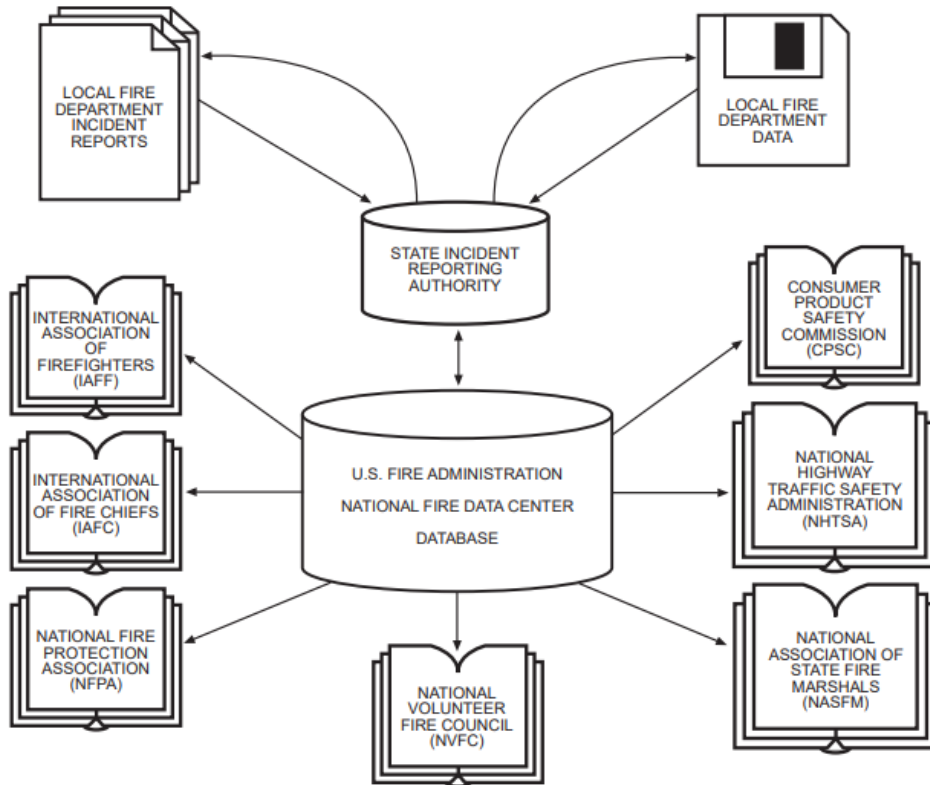 LOCAL FIRE
DEPARTMENT
INCIDENT
REPORTS
LOCAL FIRE
DEPARTMENT
DATA
STATE INCIDENT
REPORTING
AUTHORITY
INTERNATIONAL
ASSOCIATION
OF
FIREFIGHTERS
(IAFF)
CONSUMER
PRODUCT
SAFETY
COMMISSION
(CPSC)
U.S. FIRE ADMINISTRATION
NATIONAL FIRE DATA CENTER
DATABASE
INTERNATIONAL
ASSOCIATION
OF FIRE CHIEFS
(IAFC)
NATIONAL
HIGHWAY
TRAFFIC SAFETY
ADMINISTRATION
(NHTSA)
NATIONAL FIRE
PROTECTION
ASSOCIATION
(NFPA)
NATIONAL
VOLUNTEER
FIRE COUNCIL
(NVFC)
NATIONAL
ASSOCIATION OF
STATE FIRE
MARSHALS
(NASFM)